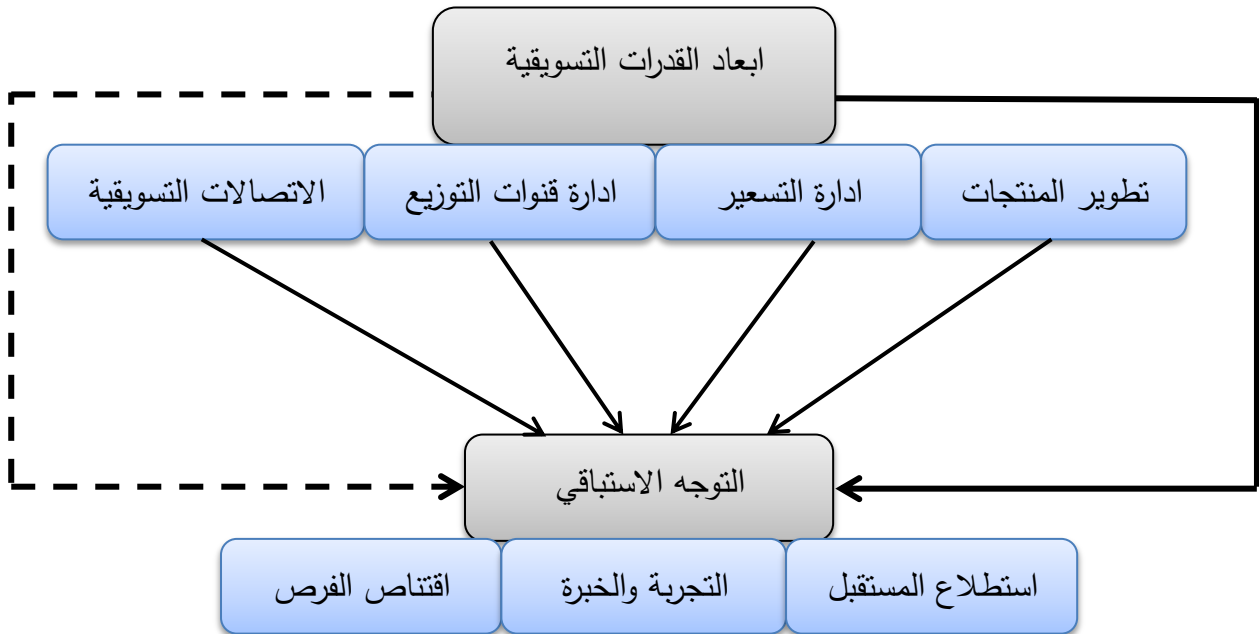 ابعاد القدرات التسويقية
تطوير المنتجات
ادارة التسعير
ادارة قنوات التوزيع
الاتصالات التسويقية
التوجه الاستباقي
استطلاع المستقبل
التجربة والخبرة
اقتناص الفرص